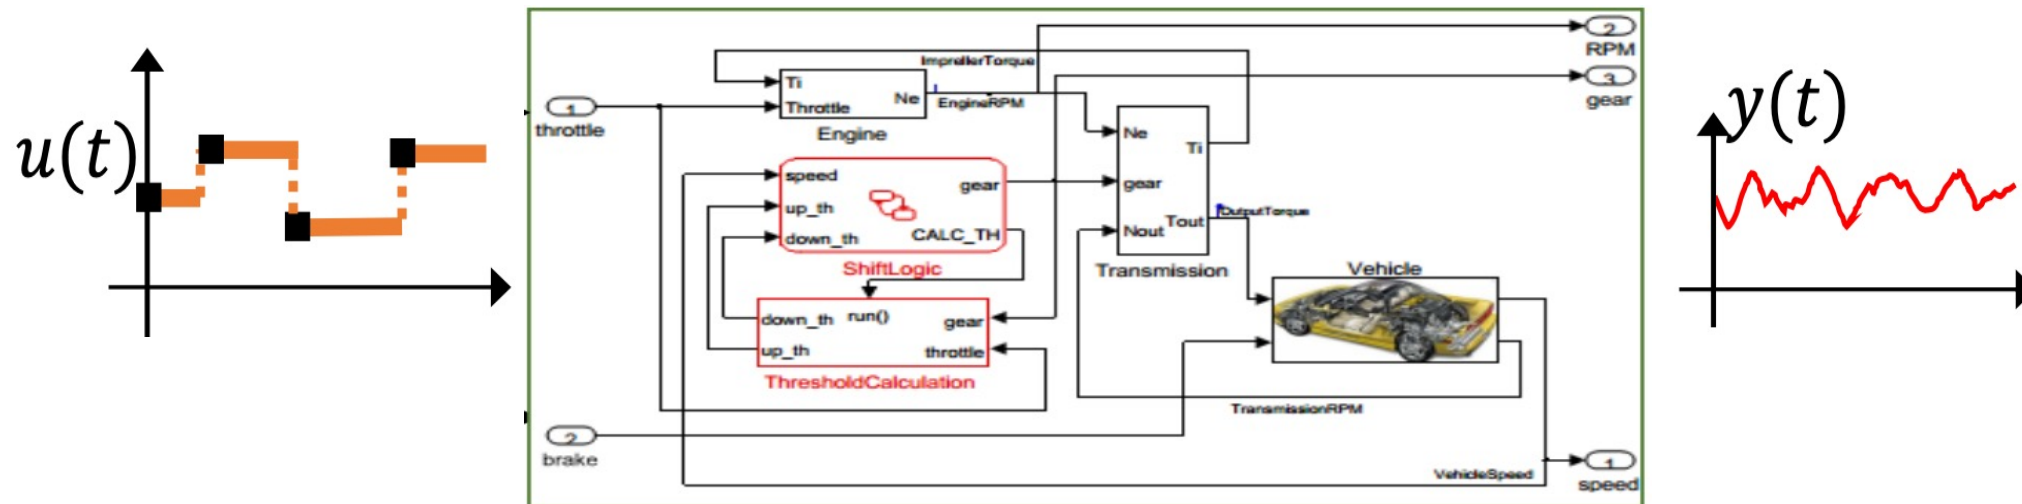 u(t)
1
throttle
2
brake
Ti
Throttle
Ne
Engine
ImprellerTorque
EngineRPM
speed
up_th
down_th
gear
CALC_TH
ShiftLogic
down_th
up_th
run()
gear
throttle
ThresholdCalculation
Ne
gear
Nout
Ti
Tout
Transmission
OutputTorque
Vehicle
TransmissionRPM
VehicleSpeed
2
RPM
3
gear
1
speed
y(t)